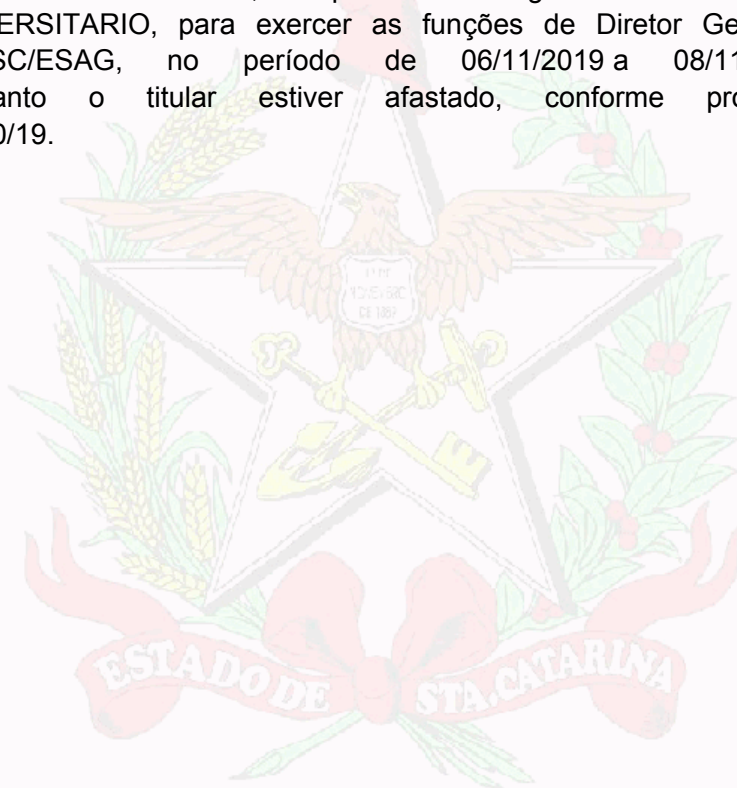 ERSITARIO, para exercer as funções de Diretor Ge
SC/ESAG, no período de 06/11/2019 a 08/11
anto o titular estiver afastado, conforme pro
0/19.
ESTADO DE STA. CATARINA